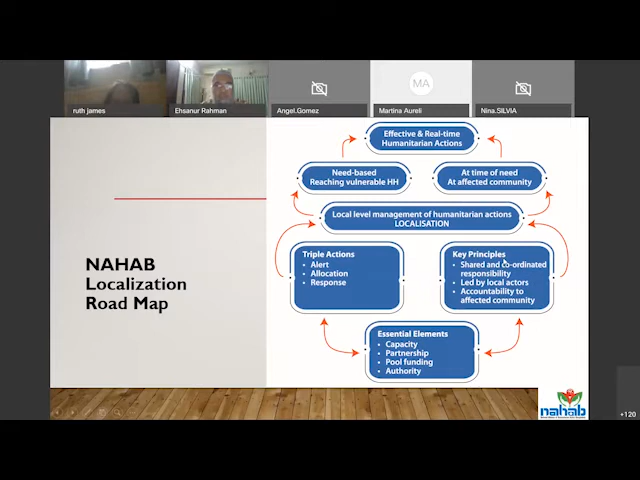 ruth james
Ehsanur Rahman
Angel.Gomez
MA
Martina Aureli
Nina.SILVIA
NAHAB
Localization
Road Map
Effective & Real-time
Humanitarian Actions
Need-based
Reaching vulnerable HH
At time of need
At affected community
Local level management of humanitarian actions
LOCALISATION
Triple Actions
• Alert
• Allocation
• Response
Key Principles
• Shared and co-ordinated
responsibility
• Led by local actors
• Accountability to
affected community
Essential Elements
• Capacity
• Partnership
• Pool funding
• Authority
nahab
+120